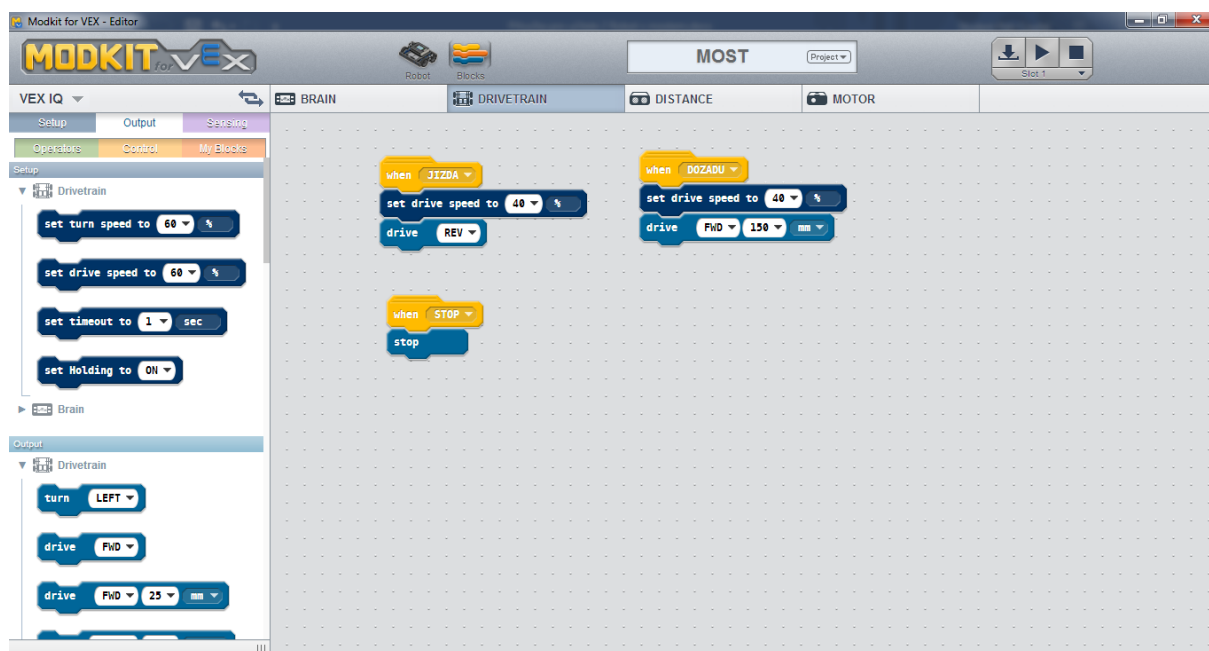 Modkit for VEX - Editor
MODKIT for VEX
Robot Blocks
MOST Project
Slot 1
VEX IQ
BRAIN DRIVETRAIN DISTANCE MOTOR
Setup Output Sensing
Operators Control My Blocks
Setup
Drivetrain
set turn speed to 60 %
set drive speed to 60 %
set timeout to 1 sec
set Holding to ON
Brain
Output
Drivetrain
turn LEFT
drive FWD
drive FWD 25 mm
when JIZDA
set drive speed to 40 %
drive REV
when DOZADU
set drive speed to 40 %
drive FWD 150 mm
when STOP
stop